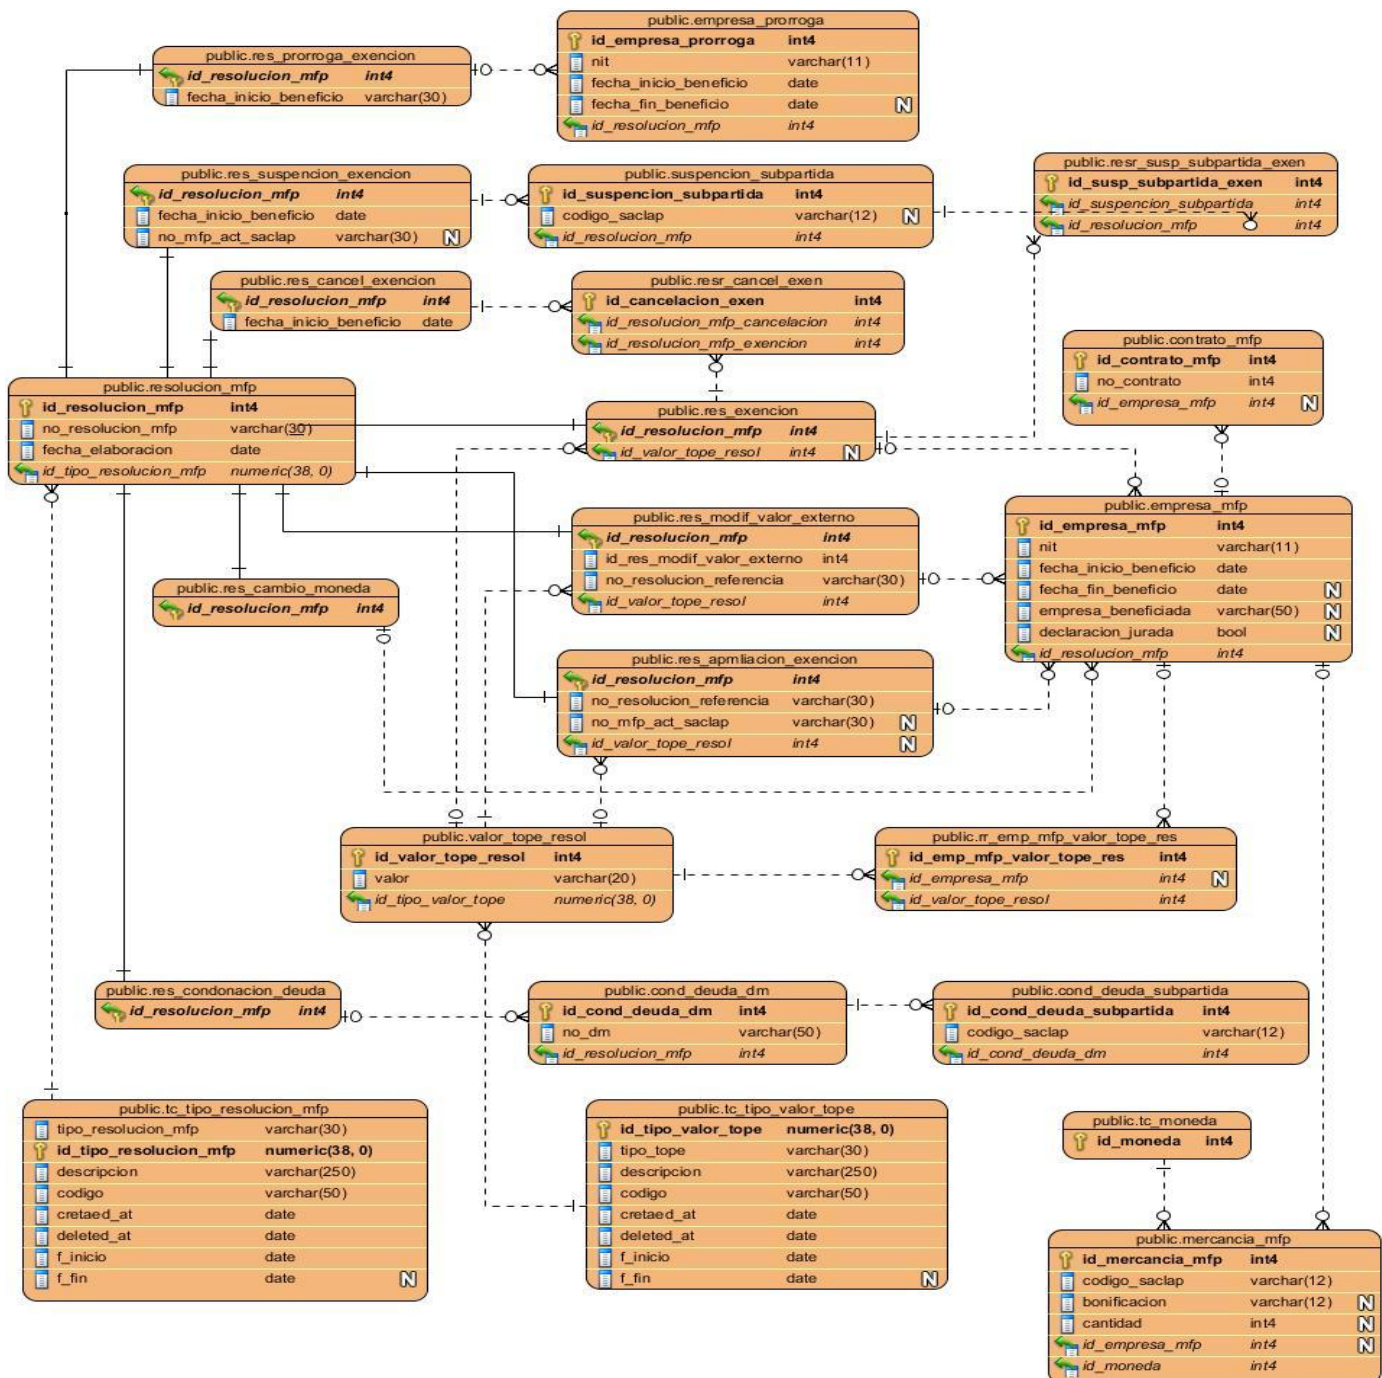 public.empresa_prorroga
id_empresa_prorroga int4
nit varchar(11)
fecha_inicio_beneficio date
fecha_fin_beneficio date N
id_resolucion_mfp int4
public.res_prorroga_exencion
id_resolucion_mfp int4
fecha_inicio_beneficio varchar(30)
public.res_suspencion_exencion
id_resolucion_mfp int4
fecha_inicio_beneficio date
no_mfp_act_saclap varchar(30) N
public.suspencion_subpartida
id_suspencion_subpartida int4
codigo_saclap varchar(12) N
id_resolucion_mfp int4
public.resr_susp_subpartida_exen
id_susp_subpartida_exen int4
id_suspencion_subpartida int4
id_resolucion_mfp int4
public.res_cancel_exencion
id_resolucion_mfp int4
fecha_inicio_beneficio date
public.resr_cancel_exen
id_cancelacion_exen int4
id_resolucion_mfp_cancelacion int4
id_resolucion_mfp_exencion int4
public.contrato_mfp
id_contrato_mfp int4
no_contrato int4
id_empresa_mfp int4 N
public.resolucion_mfp
id_resolucion_mfp int4
no_resolucion_mfp varchar(30)
fecha_elaboracion date
id_tipo_resolucion_mfp numeric(38, 0)
public.res_exencion
id_resolucion_mfp int4
id_valor_tope_resol int4 N
public.res_modif_valor_externo
id_resolucion_mfp int4
id_res_modif_valor_externo int4
no_resolucion_referencia varchar(30)
id_valor_tope_resol int4
public.empresa_mfp
id_empresa_mfp int4
nit varchar(11)
fecha_inicio_beneficio date
fecha_fin_beneficio date N
empresa_beneficiada varchar(50) N
declaracion_jurada bool N
id_resolucion_mfp int4
public.res_cambio_moneda
id_resolucion_mfp int4
public.res_apmliacion_exencion
id_resolucion_mfp int4
no_resolucion_referencia varchar(30)
no_mfp_act_saclap varchar(30) N
id_valor_tope_resol int4 N
public.valor_tope_resol
id_valor_tope_resol int4
valor varchar(20)
id_tipo_valor_tope numeric(38, 0)
public.rr_emp_mfp_valor_tope_res
id_emp_mfp_valor_tope_res int4
id_empresa_mfp int4 N
id_valor_tope_resol int4
public.res_condonacion_deuda
id_resolucion_mfp int4
public.cond_deuda_dm
id_cond_deuda_dm int4
no_dm varchar(50)
id_resolucion_mfp int4
public.cond_deuda_subpartida
id_cond_deuda_subpartida int4
codigo_saclap varchar(12)
id_cond_deuda_dm int4
public.tc_tipo_resolucion_mfp
tipo_resolucion_mfp varchar(30)
id_tipo_resolucion_mfp numeric(38, 0)
descripcion varchar(250)
codigo varchar(50)
cretaed_at date
deleted_at date
f_inicio date
f_fin date N
public.tc_tipo_valor_tope
id_tipo_valor_tope numeric(38, 0)
tipo_tope varchar(30)
descripcion varchar(250)
codigo varchar(50)
cretaed_at date
deleted_at date
f_inicio date
f_fin date N
public.tc_moneda
id_moneda int4
public.mercancia_mfp
id_mercancia_mfp int4
codigo_saclap varchar(12)
bonificacion varchar(12) N
cantidad int4 N
id_empresa_mfp int4 N
id_moneda int4